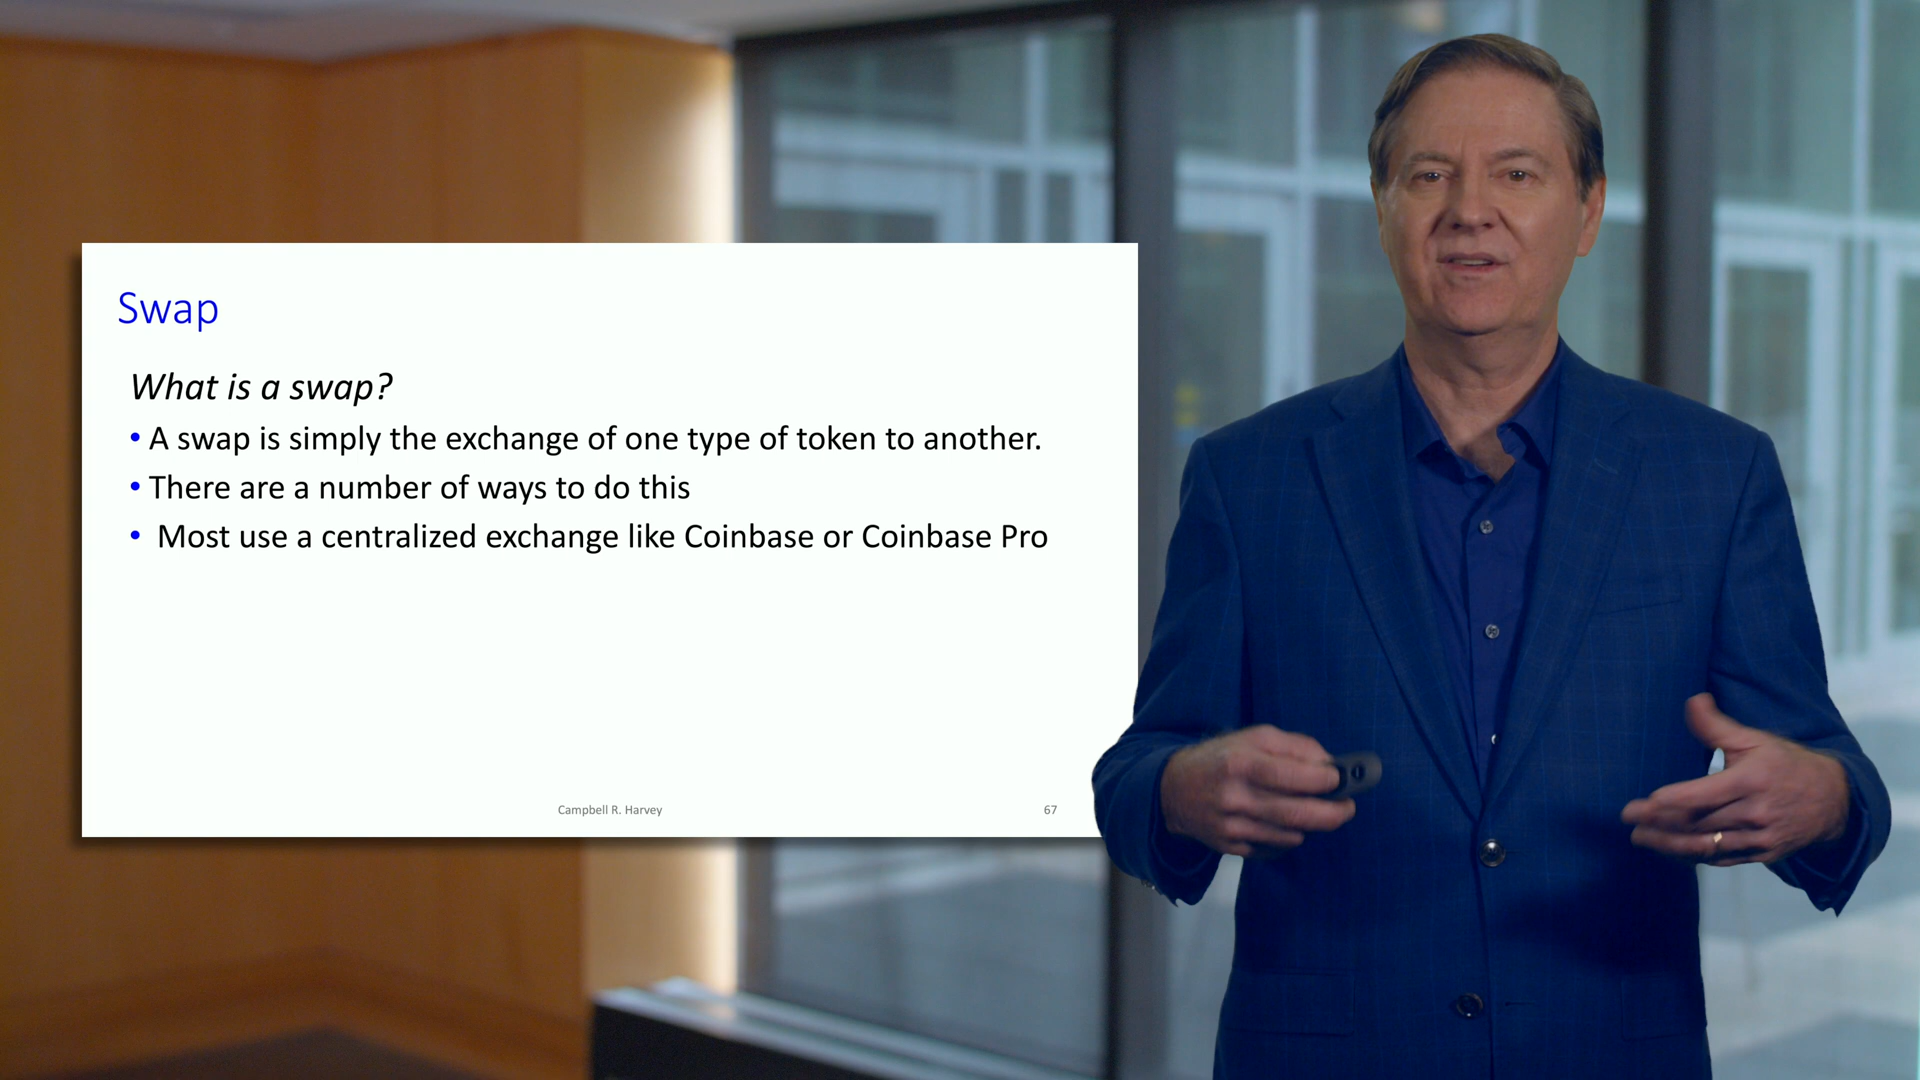 Swap
What is a swap?
• A swap is simply the exchange of one type of token to another.
• There are a number of ways to do this
• Most use a centralized exchange like Coinbase or Coinbase Pro
Campbell R. Harvey
67